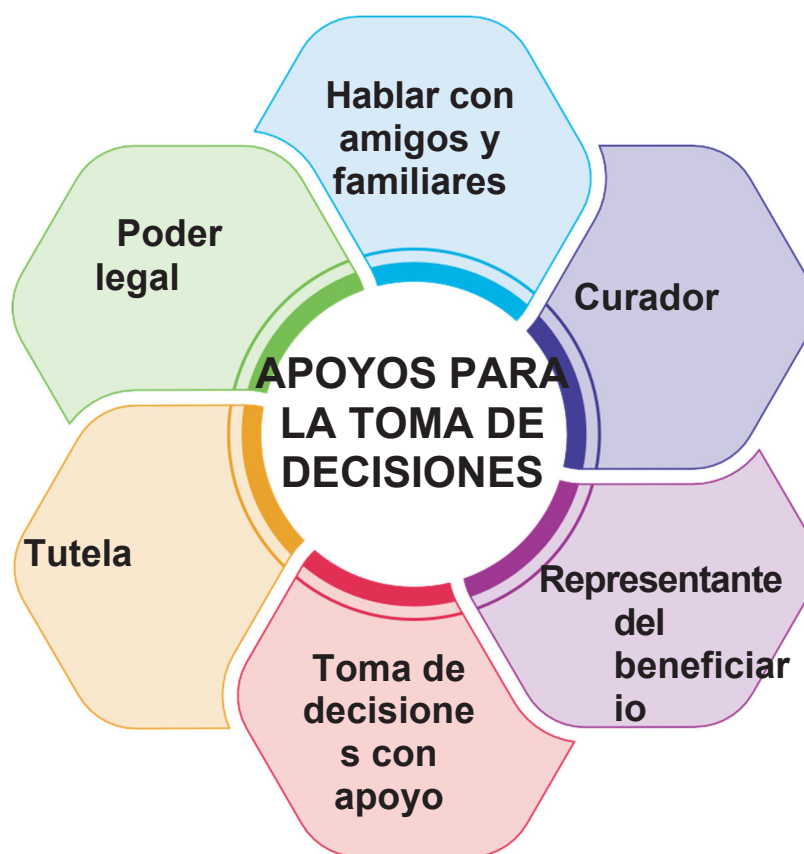 Hablar con
amigos y
familiares
Curador
Representante
del
beneficiar
io
Toma de
decisione
s con
apoyo
Tutela
Poder
legal
APOYOS PARA
LA TOMA DE
DECISIONES